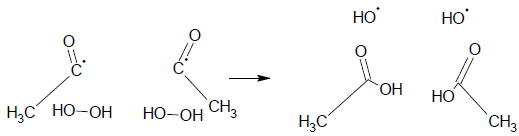 HO• HO•
O O O O
C• C• OH HO
H3C HO-OH HO-OH CH3 H3C CH3